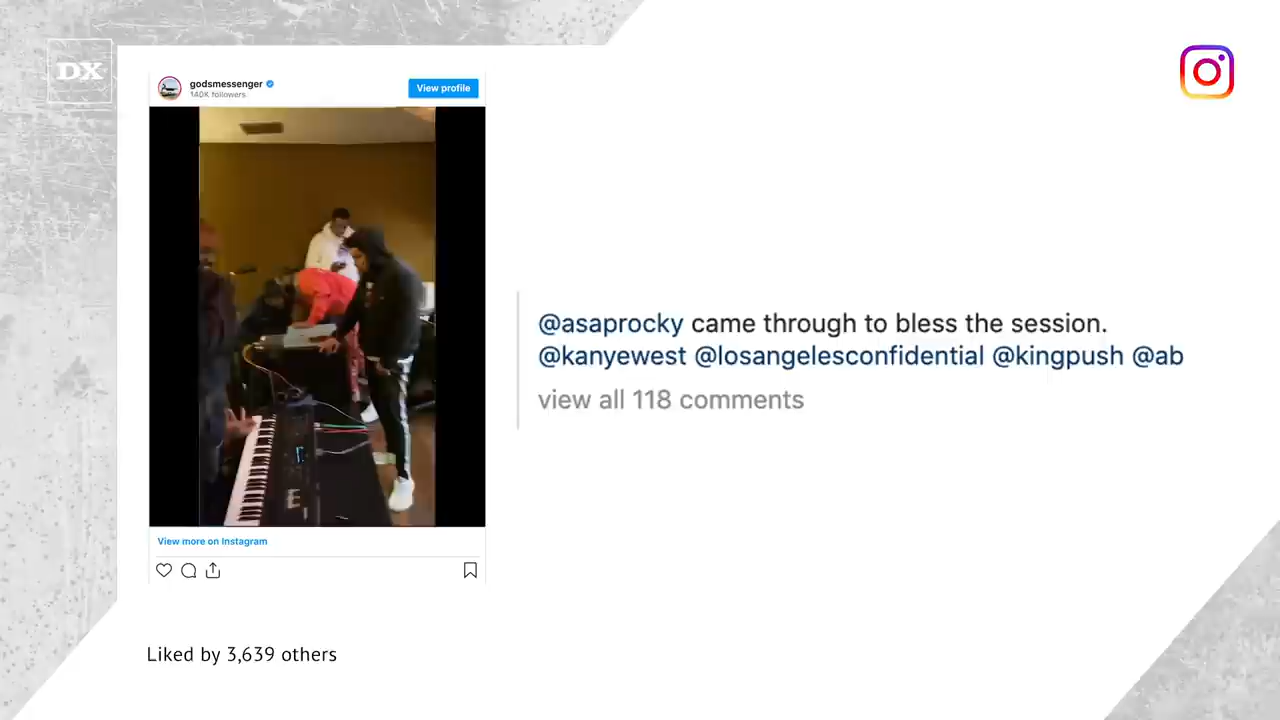 DX
godsmessenger
140K followers
View profile
@asaprocky came through to bless the session.
@kanyewest @losangelesconfidential @kingpush @ab
view all 118 comments
View more on Instagram
Liked by 3,639 others